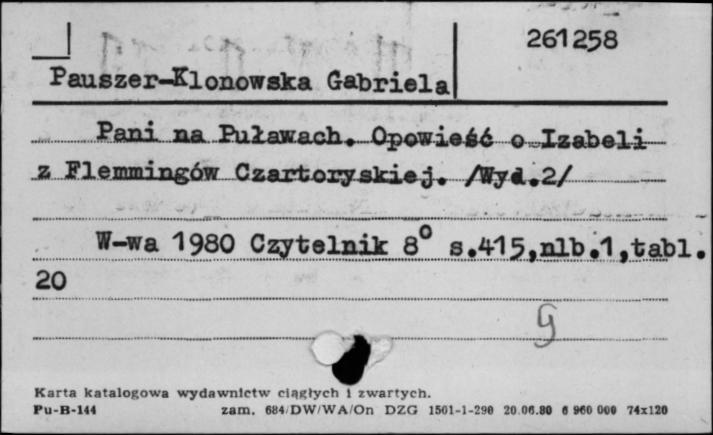 261258
Pauszer-Klonowska Gabriela
Pani na Puławach. Opowieść o Izabeli
z Flemmingów Czartoryskiej. /Wyd.2/
W-wa 1980 Czytelnik 8° s.415,nlb.1,tabl.
20
g
Karta katalogowa wydawnictw ciągłych i zwartych.
Pu-B-144 zam. 684/DW/WA/On DZG 1501-1-290 20.06.80 6 960 000 74x120